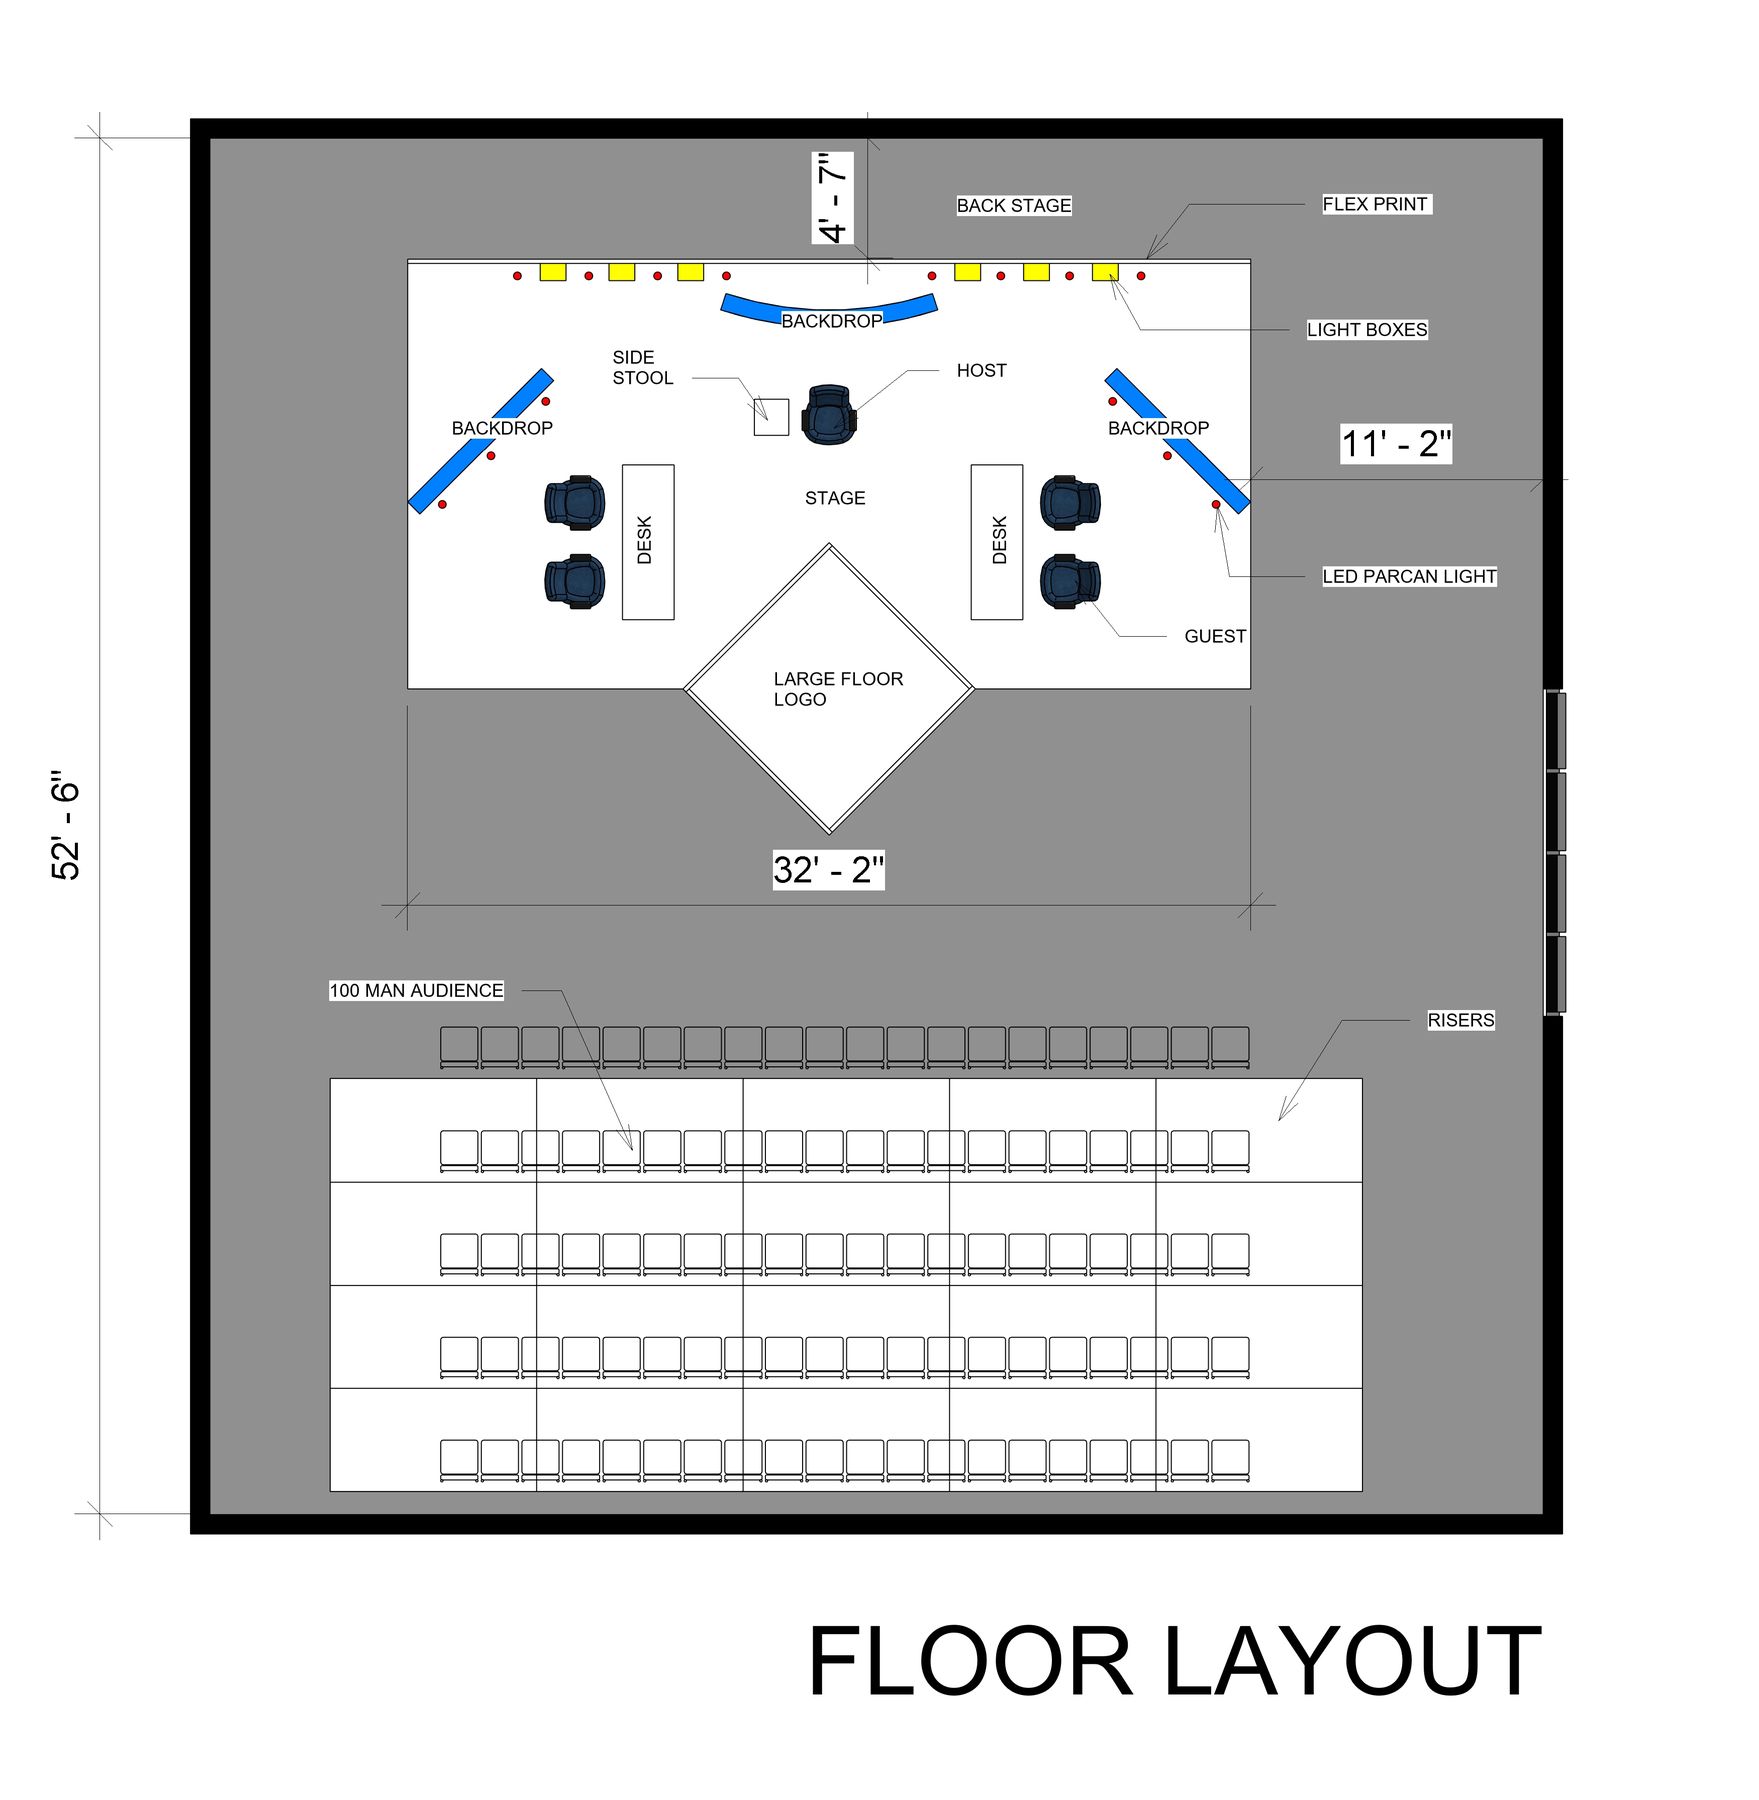 4' - 7"
BACK STAGE
FLEX PRINT
BACKDROP
LIGHT BOXES
SIDE
STOOL
HOST
BACKDROP
BACKDROP
11' - 2"
STAGE
DESK
DESK
LED PARCAN LIGHT
GUEST
LARGE FLOOR
LOGO
52' - 6"
32' - 2"
100 MAN AUDIENCE
RISERS
FLOOR LAYOUT